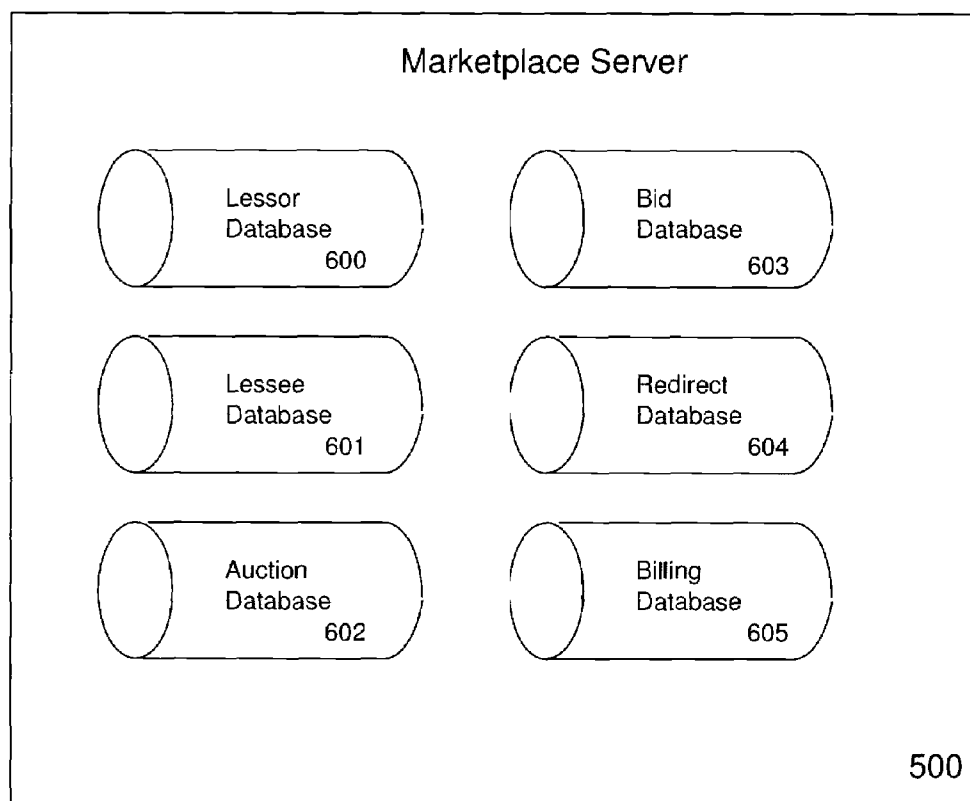 Marketplace Server
Lessor
Database
600
Bid
Database
603
Lessee
Database
601
Redirect
Database
604
Auction
Database
602
Billing
Database
605
500